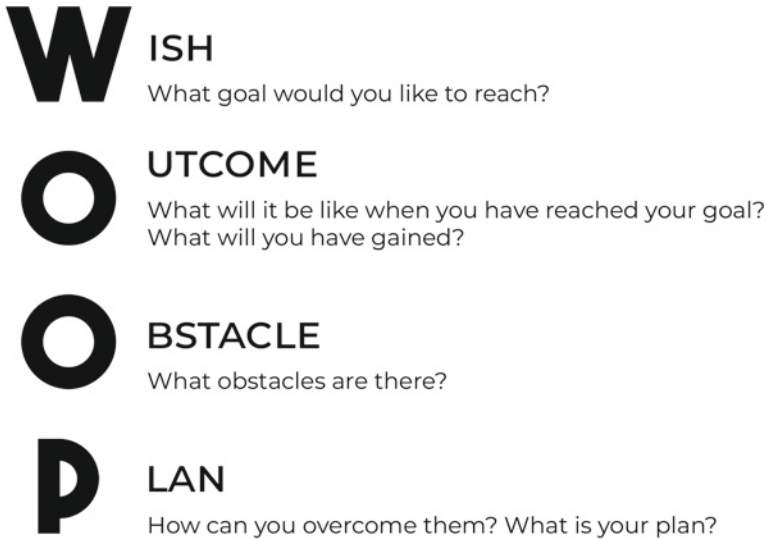 WISH
What goal would you like to reach?
OUTCOME
What will it be like when you have reached your goal?
What will you have gained?
OBSTACLE
What obstacles are there?
PLAN
How can you overcome them? What is your plan?